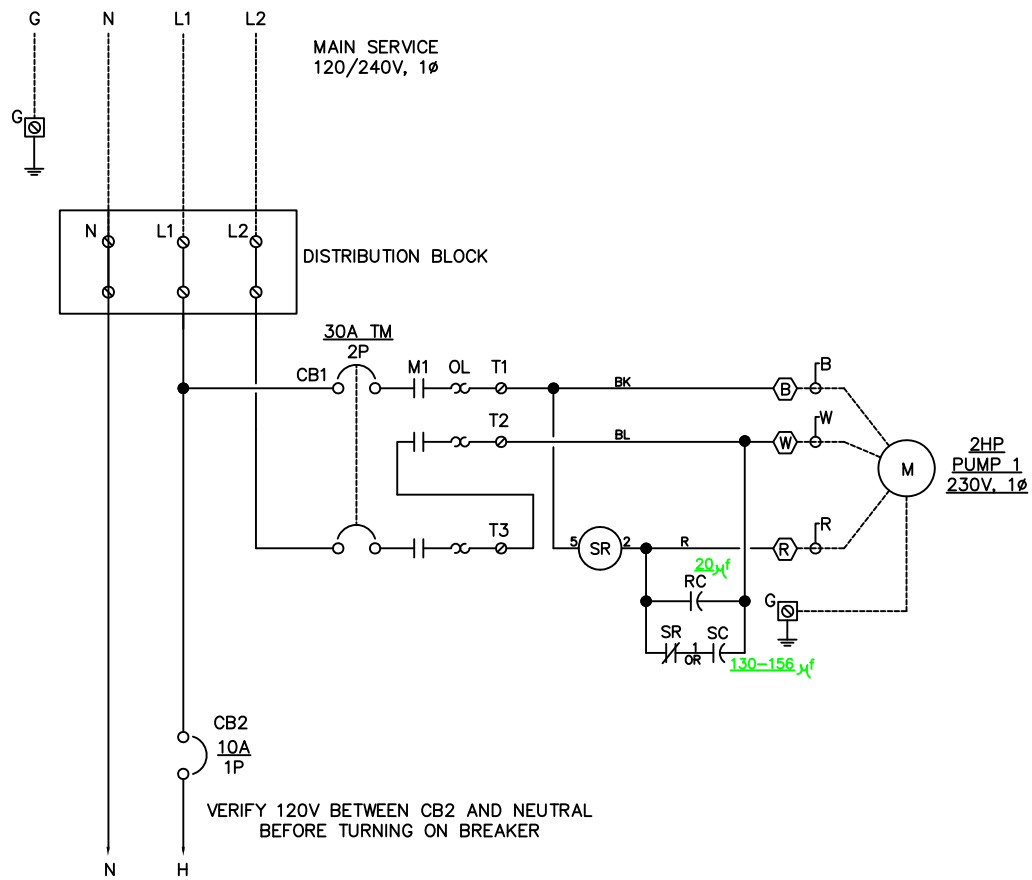 G N L1 L2
MAIN SERVICE
120/240V, 1ø
G
N L1 L2
DISTRIBUTION BLOCK
30A TM
2P
CB1 M1 OL T1 BK B B
T2 BL W W
M
2HP
PUMP 1
230V, 1ø
T3 5 SR 2 R R R
20µf
RC
G
SR 1 SC
OR
130-156µf
CB2
10A
1P
VERIFY 120V BETWEEN CB2 AND NEUTRAL
BEFORE TURNING ON BREAKER
N H